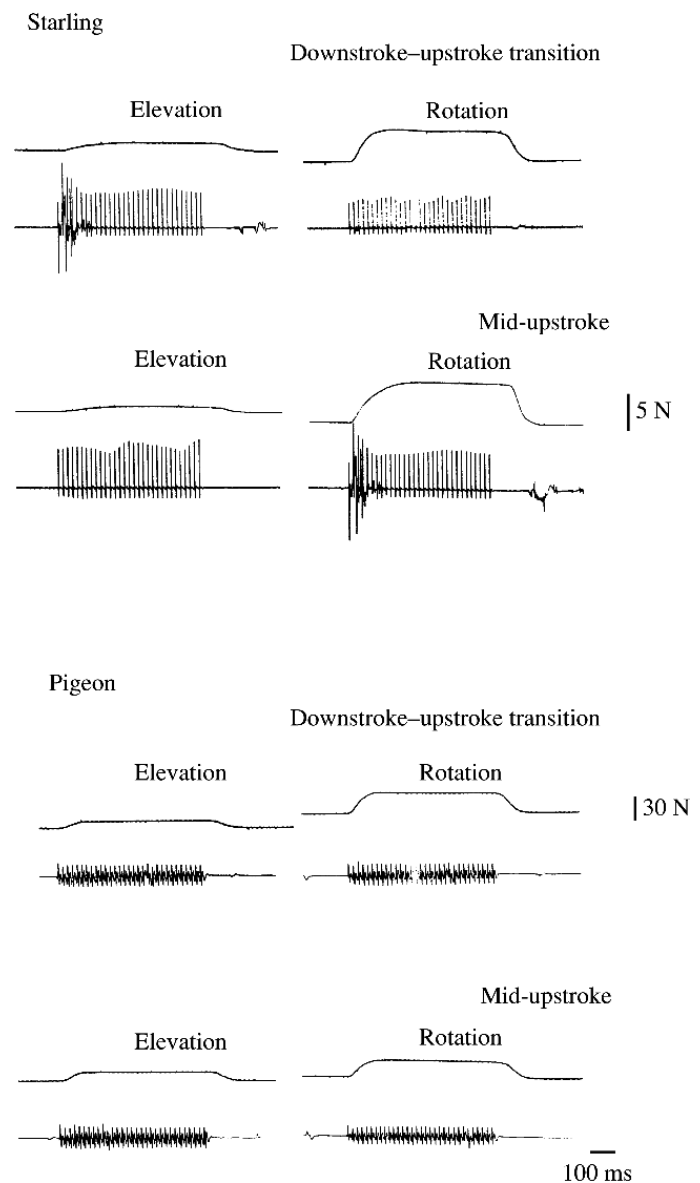 Starling
Downstroke–upstroke transition
Elevation
Rotation
Mid-upstroke
Elevation
Rotation
5 N
Pigeon
Downstroke–upstroke transition
Elevation
Rotation
30 N
Mid-upstroke
Elevation
Rotation
100 ms